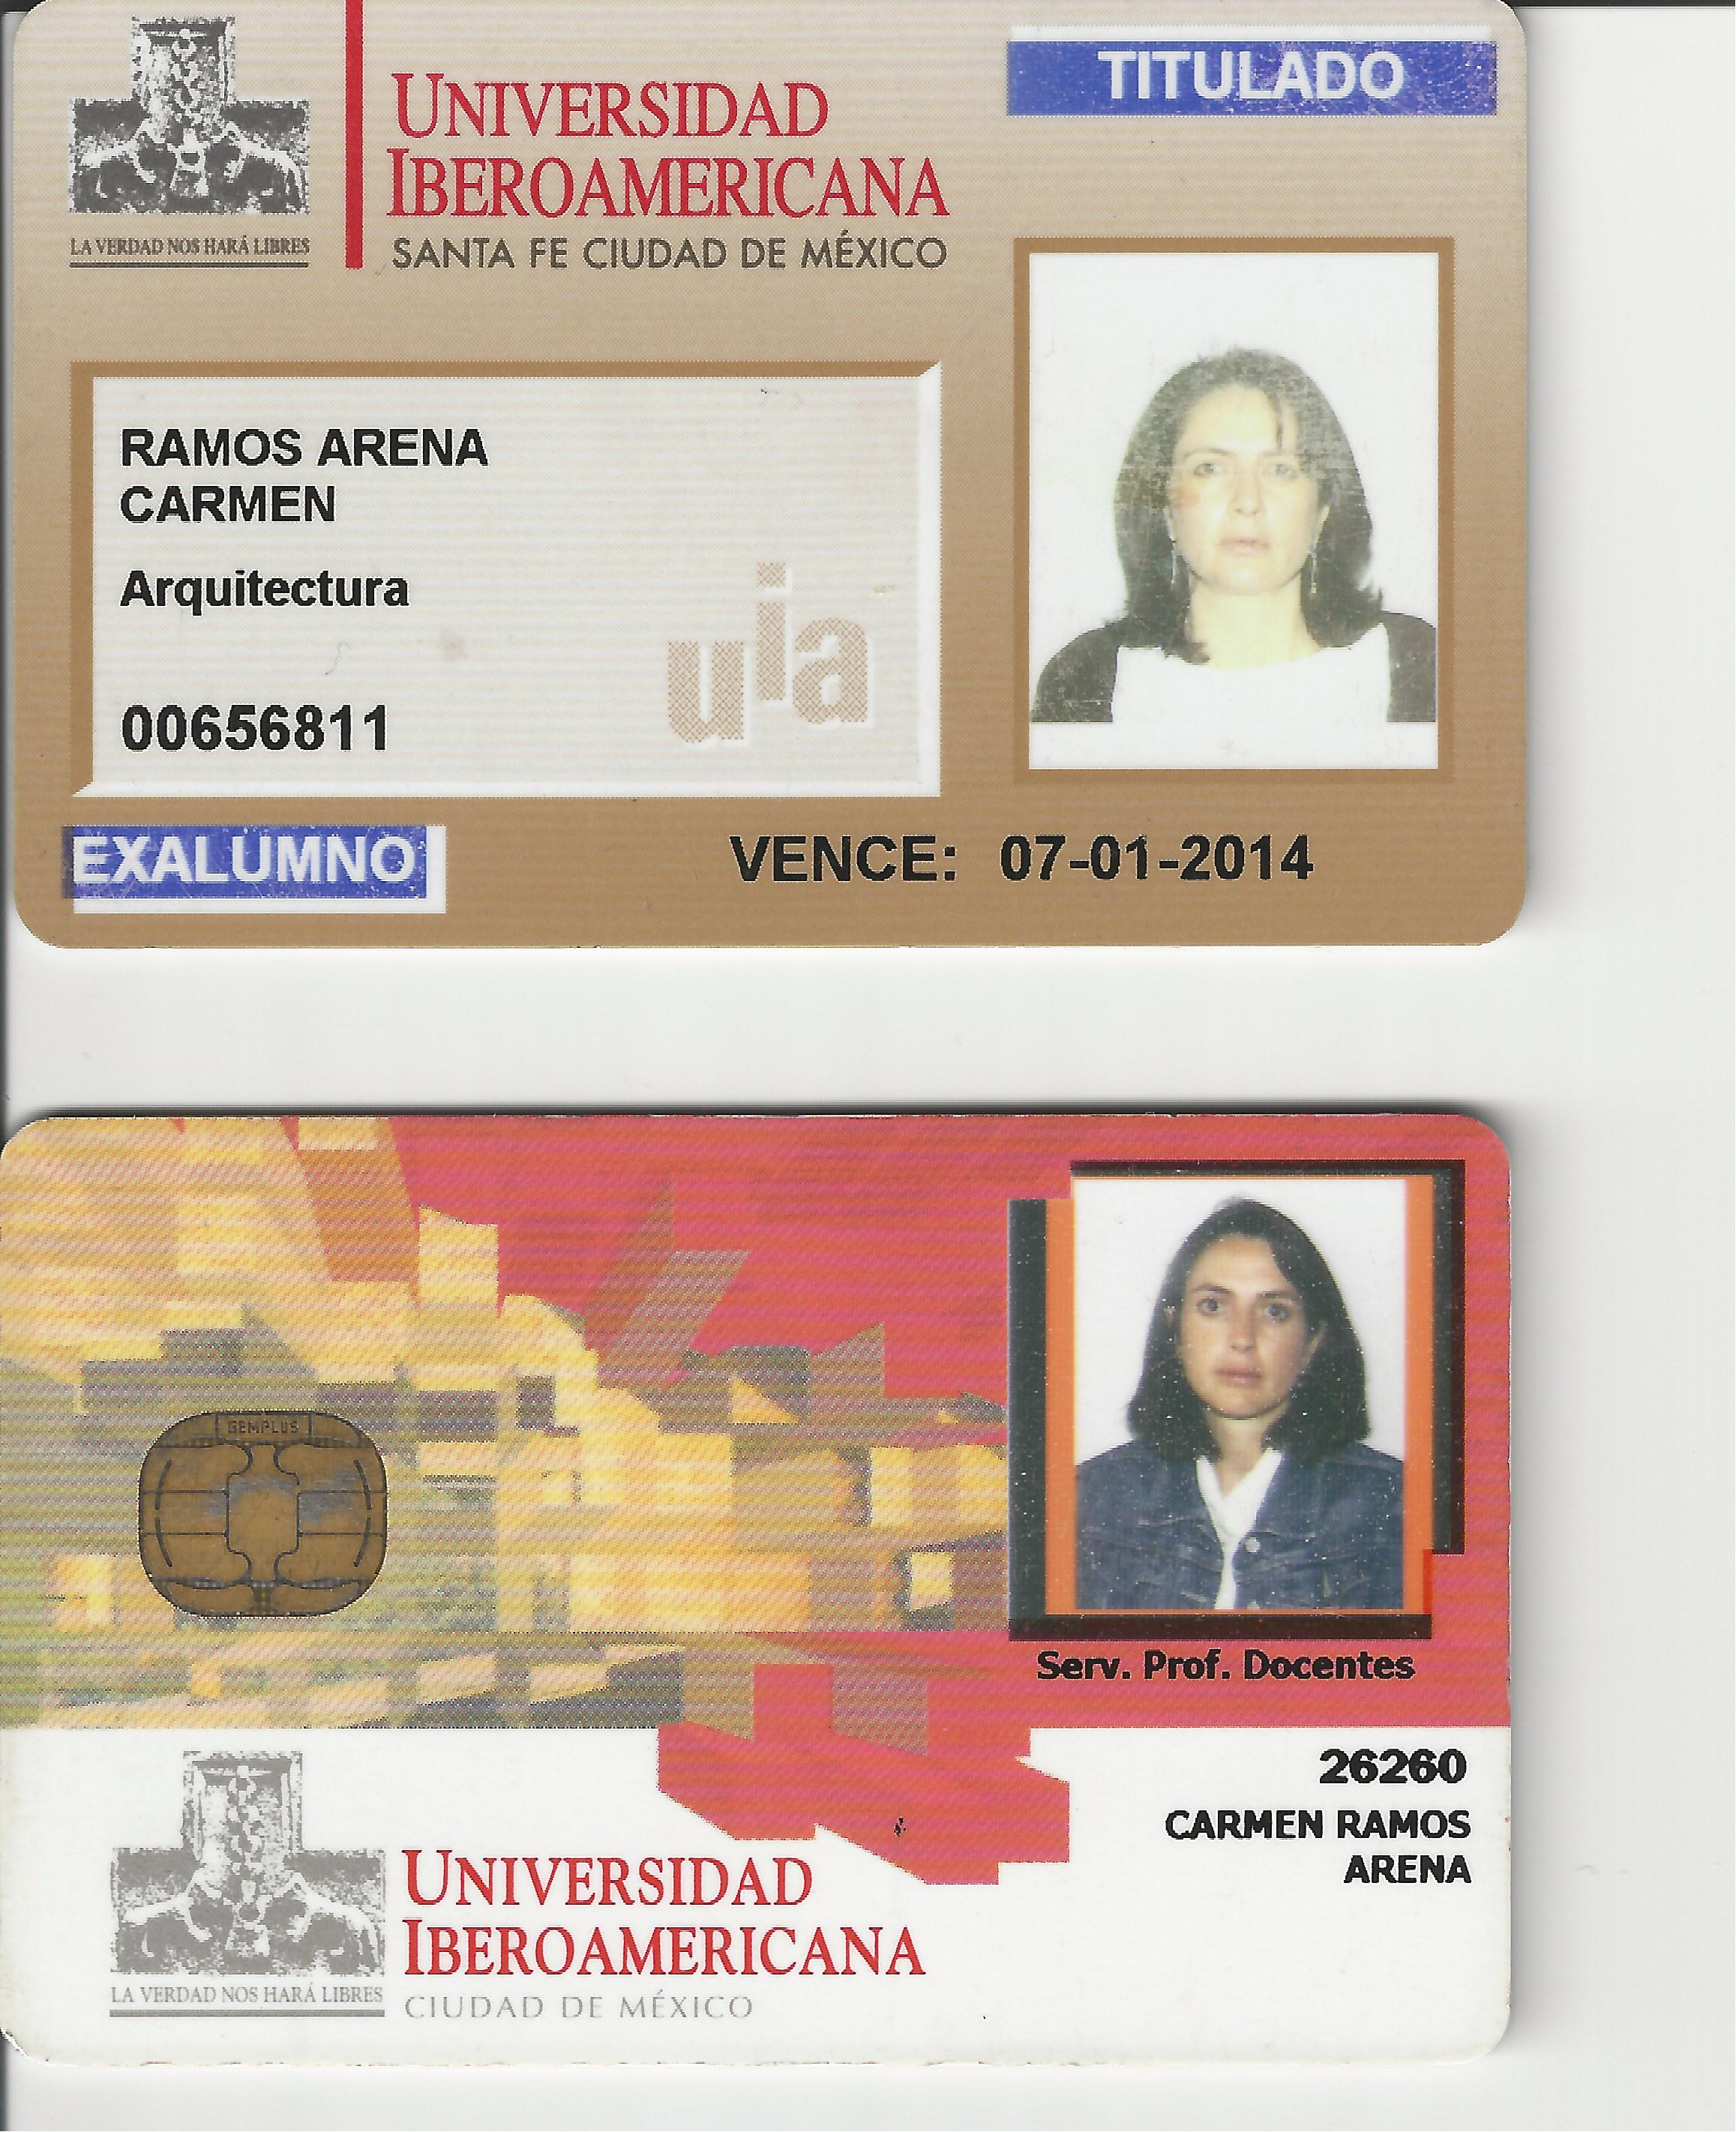 TITULADO
UNIVERSIDAD
IBEROAMERICANA
SANTA FE CIUDAD DE MÉXICO
LA VERDAD NOS HARÁ LIBRES
RAMOS ARENA
CARMEN
Arquitectura
00656811
uia
EXALUMNO
VENCE: 07-01-2014
GEMPLUS
Serv. Prof. Docentes
26260
CARMEN RAMOS
ARENA
UNIVERSIDAD
IBEROAMERICANA
CIUDAD DE MÉXICO
LA VERDAD NOS HARÁ LIBRES